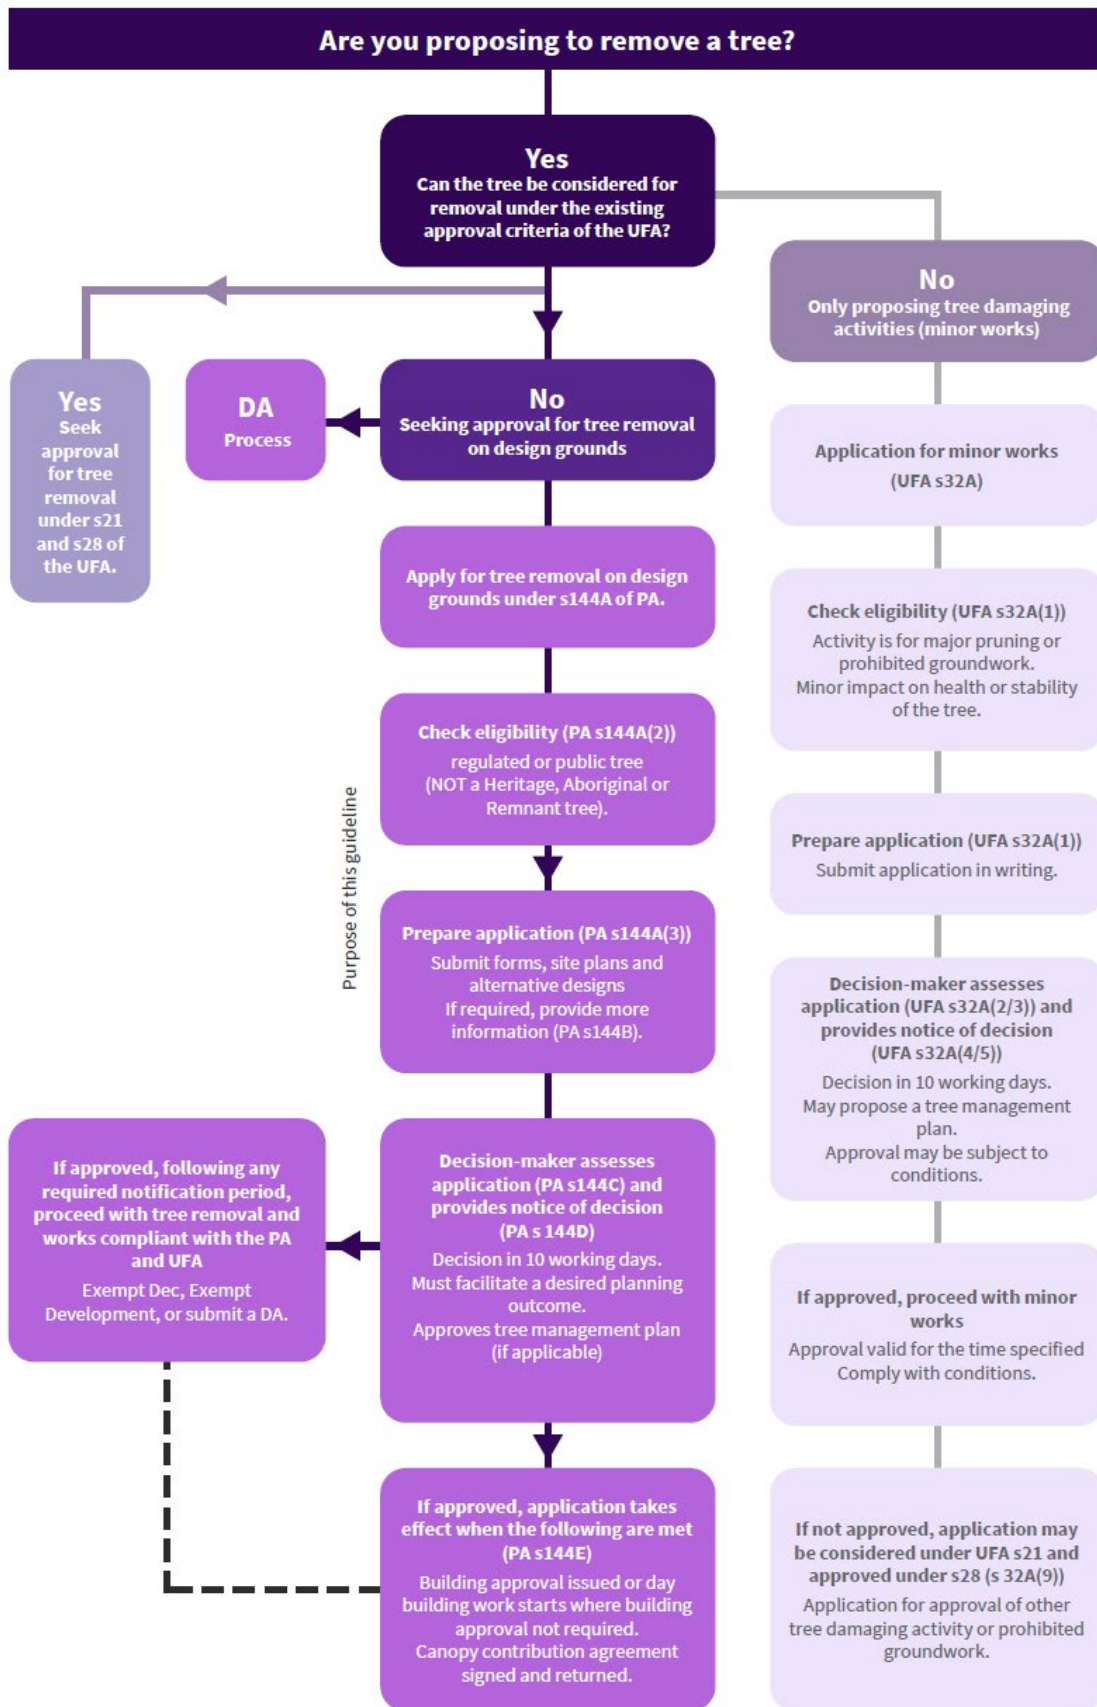 Are you proposing to remove a tree?
Yes
Can the tree be considered for
removal under the existing
approval criteria of the UFA?
No
Only proposing tree damaging
activities (minor works)
Yes
Seek
approval
for tree
removal
under s21
and s28 of
the UFA.
DA
Process
No
Seeking approval for tree removal
on design grounds
Apply for tree removal on design
grounds under s144A of PA.
Check eligibility (PA s144A(2))
regulated or public tree
(NOT a Heritage, Aboriginal or
Remnant tree).
Purpose of this guideline
Prepare application (PA s144A(3))
Submit forms, site plans and
alternative designs
If required, provide more
information (PA s144B).
Decision-maker assesses
application (PA s144C) and
provides notice of decision
(PA s 144D)
Decision in 10 working days.
Must facilitate a desired planning
outcome.
Approves tree management plan
(if applicable)
If approved, following any
required notification period,
proceed with tree removal and
works compliant with the PA
and UFA
Exempt Dec, Exempt
Development, or submit a DA.
If approved, application takes
effect when the following are met
(PA s144E)
Building approval issued or day
building work starts where building
approval not required.
Canopy contribution agreement
signed and returned.
Application for minor works
(UFA s32A)
Check eligibility (UFA s32A(1))
Activity is for major pruning or
prohibited groundwork.
Minor impact on health or stability
of the tree.
Prepare application (UFA s32A(1))
Submit application in writing.
Decision-maker assesses
application (UFA s32A(2/3)) and
provides notice of decision
(UFA s32A(4/5))
Decision in 10 working days.
May propose a tree management
plan.
Approval may be subject to
conditions.
If approved, proceed with minor
works
Approval valid for the time specified
Comply with conditions.
If not approved, application may
be considered under UFA s21 and
approved under s28 (s 32A(9))
Application for approval of other
tree damaging activity or prohibited
groundwork.